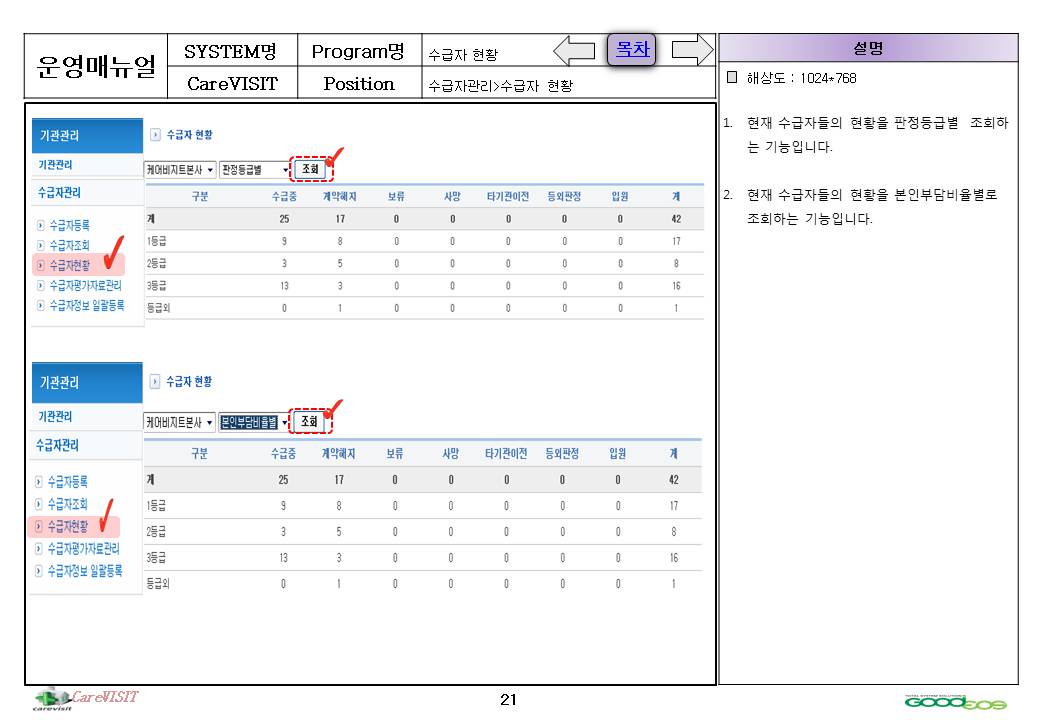 운영매뉴얼
SYSTEM명
Program명
수급자 현황
목차
CareVISIT
Position
수급자관리>수급자 현황
설명
해상도 : 1024*768
1. 현재 수급자들의 현황을 판정등급별 조회하
는 기능입니다.
2. 현재 수급자들의 현황을 본인부담비율별로
조회하는 기능입니다.
기관관리
기관관리
수급자관리
수급자등록
수급자조회
수급자현황
수급자평가자료관리
수급자정보 일괄등록
수급자 현황
케어비지트본사 판정등급별 조회
구분 수급중 계약해지 보류 사망 타기관이전 등외판정 입원 계
계 25 17 0 0 0 0 0 42
1등급 9 8 0 0 0 0 0 17
2등급 3 5 0 0 0 0 0 8
3등급 13 3 0 0 0 0 0 16
등급외 0 1 0 0 0 0 0 1
기관관리
기관관리
수급자관리
수급자등록
수급자조회
수급자현황
수급자평가자료관리
수급자정보 일괄등록
수급자 현황
케어비지트본사 본인부담비율별 조회
구분 수급중 계약해지 보류 사망 타기관이전 등외판정 입원 계
계 25 17 0 0 0 0 0 42
1등급 9 8 0 0 0 0 0 17
2등급 3 5 0 0 0 0 0 8
3등급 13 3 0 0 0 0 0 16
등급외 0 1 0 0 0 0 0 1
carevisit
CareVISIT
21
TOTAL SYSTEM SOLUTIONS
GOODEOS